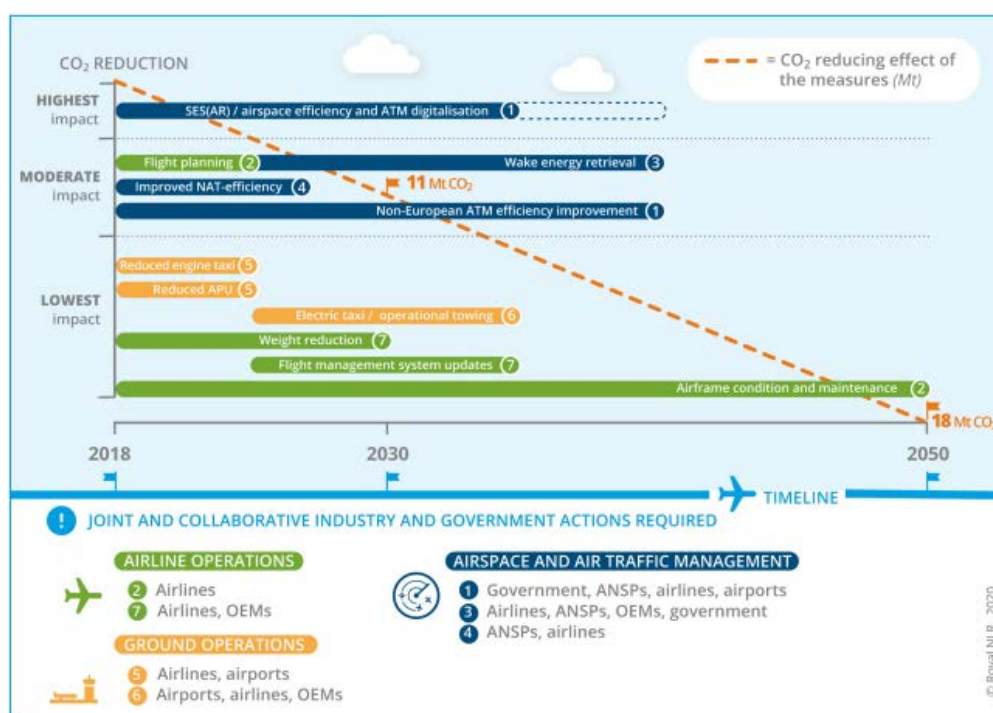 CO₂ REDUCTION
= CO₂ reducing effect of
the measures (Mt)
HIGHEST
impact
SES(AR) / airspace efficiency and ATM digitalisation 1
MODERATE
impact
Flight planning 2
Wake energy retrieval 3
Improved NAT-efficiency 4
11 Mt CO₂
Non-European ATM efficiency improvement 1
LOWEST
impact
Reduced engine taxi 5
Reduced APU 5
Electric taxi / operational towing 6
Weight reduction 7
Flight management system updates 7
Airframe condition and maintenance 2
18 Mt CO₂
2018 2030 2050
TIMELINE
! JOINT AND COLLABORATIVE INDUSTRY AND GOVERNMENT ACTIONS REQUIRED
AIRLINE OPERATIONS
2 Airlines
7 Airlines, OEMs
GROUND OPERATIONS
5 Airlines, airports
6 Airports, airlines, OEMs
AIRSPACE AND AIR TRAFFIC MANAGEMENT
1 Government, ANSPs, airlines, airports
3 Airlines, ANSPs, OEMs, government
4 ANSPs, airlines
© Royal NLR, 2020